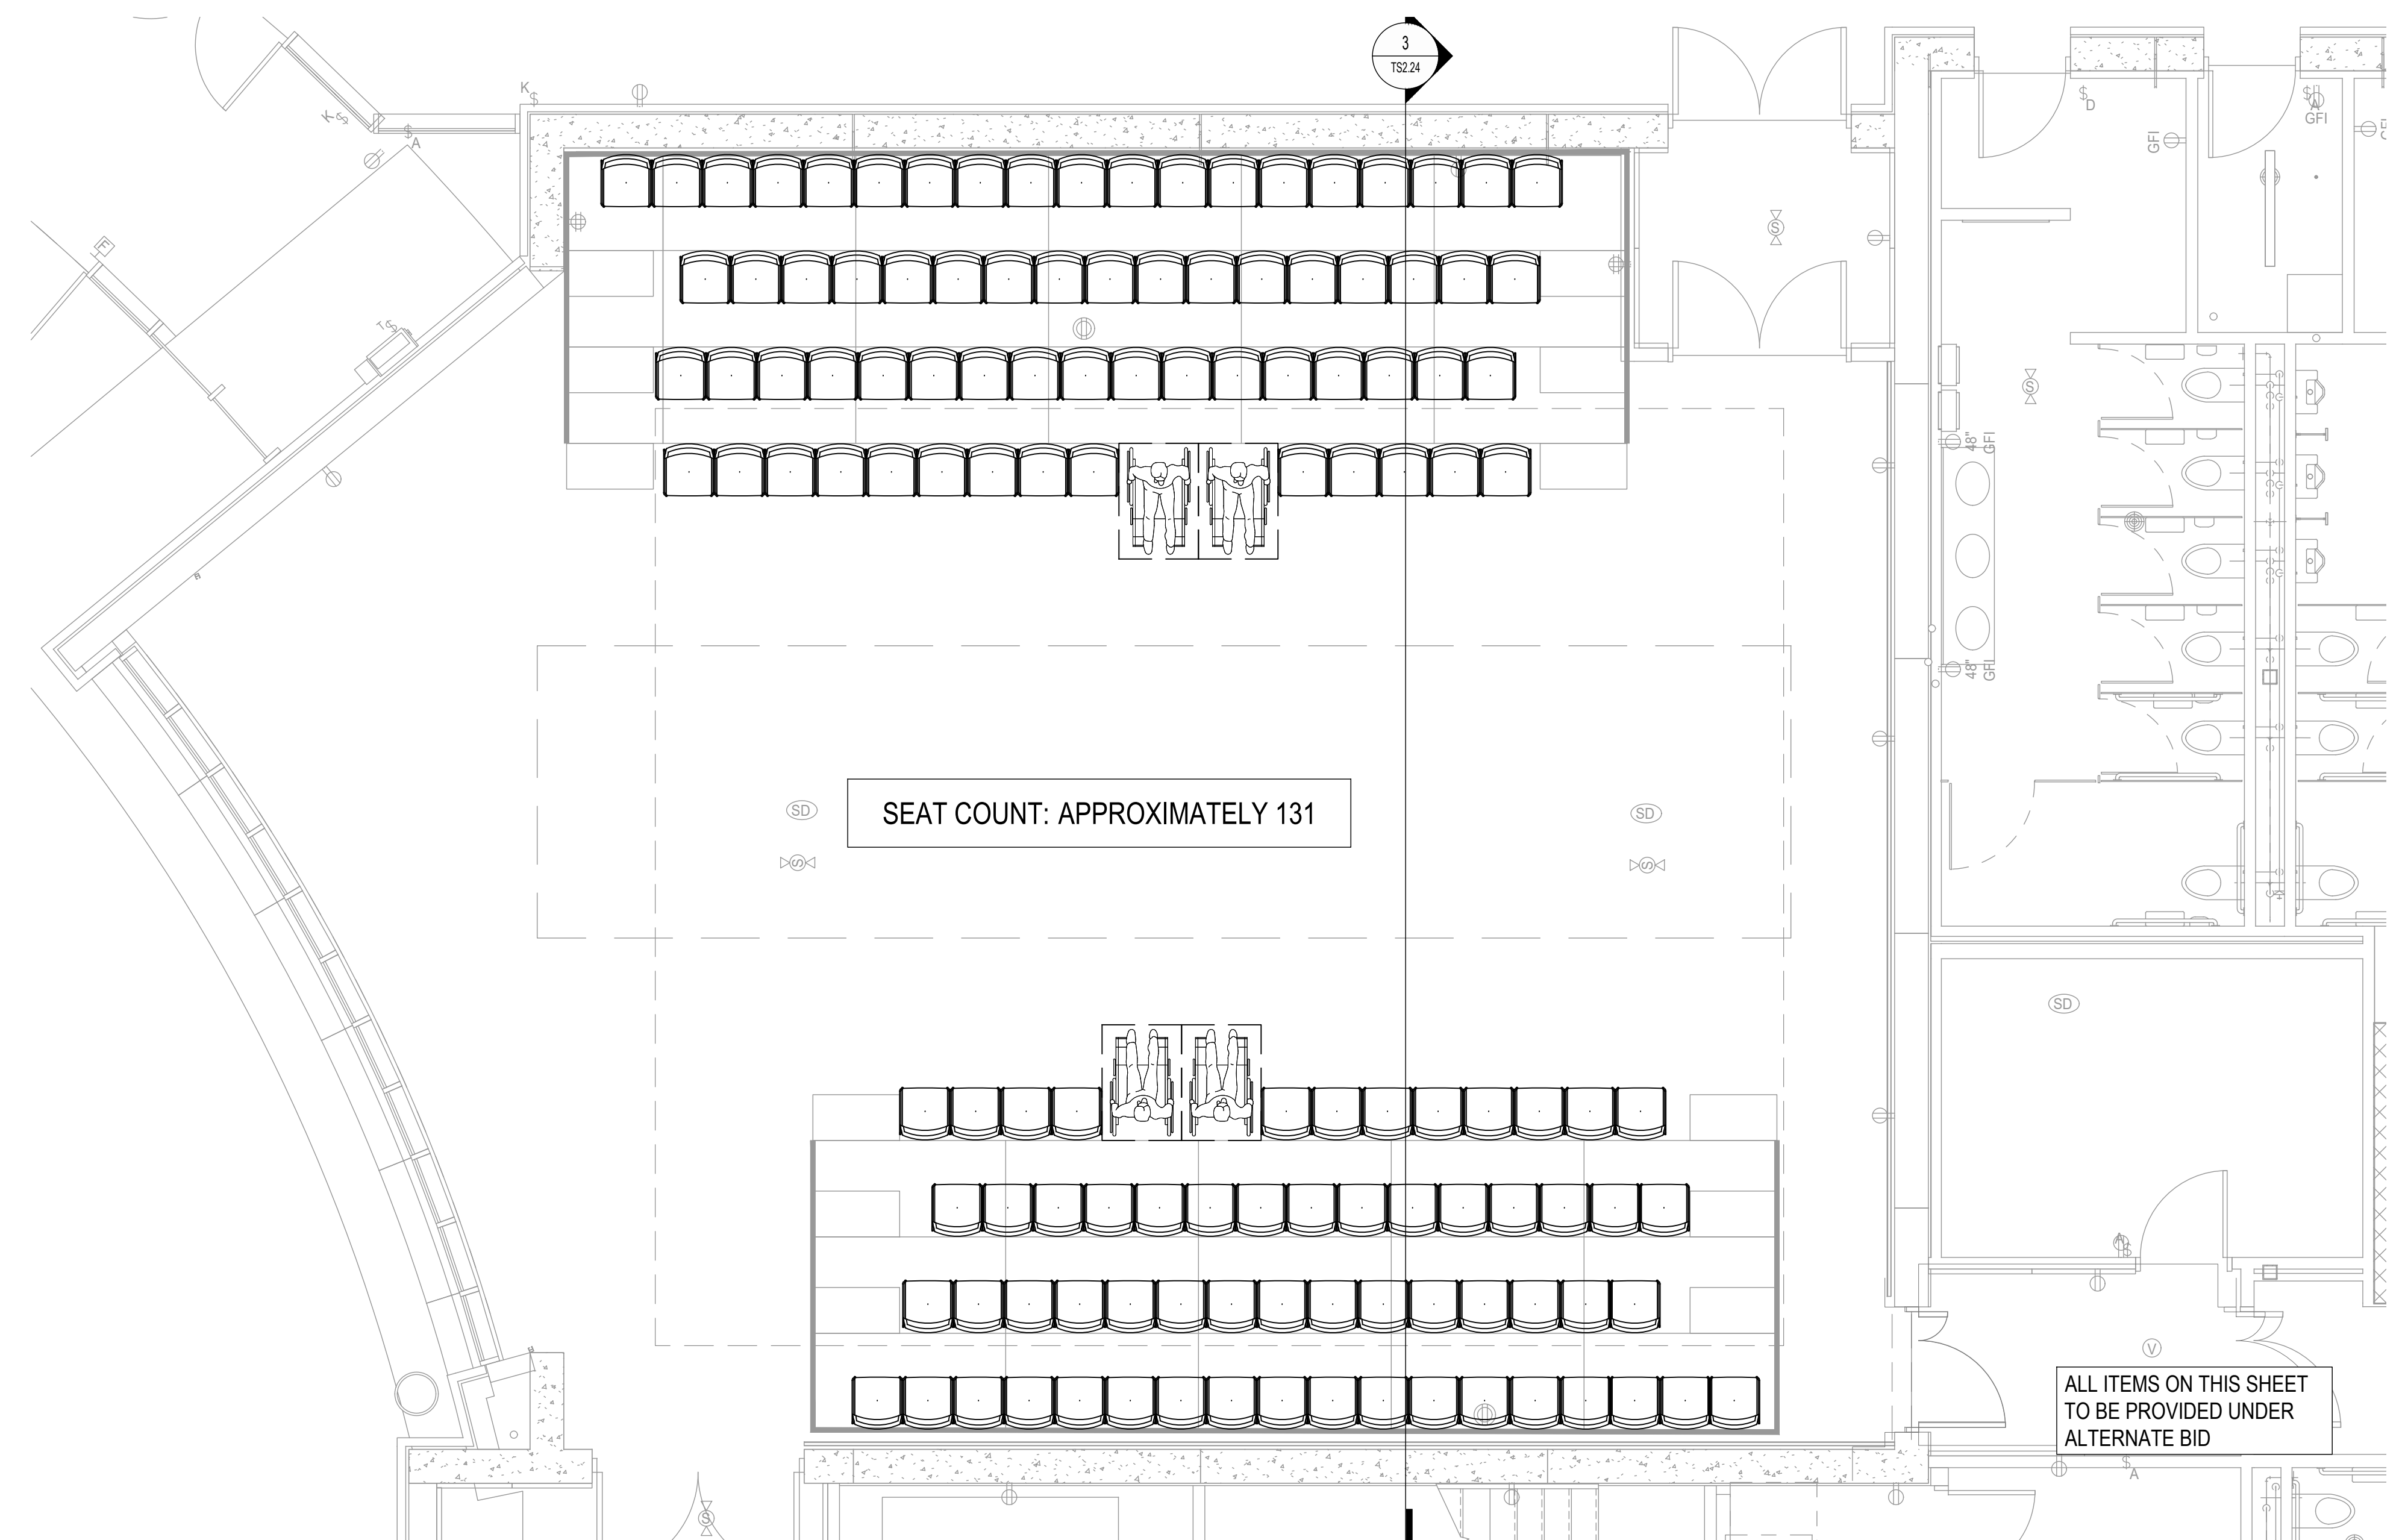 3
TS2.24
K
$
K
$
$
A
$
D
$
A
GFI
GFI
F
S
T
$
S
48"
GFI
48"
GFI
SD
SEAT COUNT: APPROXIMATELY 131
SD
S
S
SD
A
$
V
ALL ITEMS ON THIS SHEET
TO BE PROVIDED UNDER
ALTERNATE BID
$
A
S